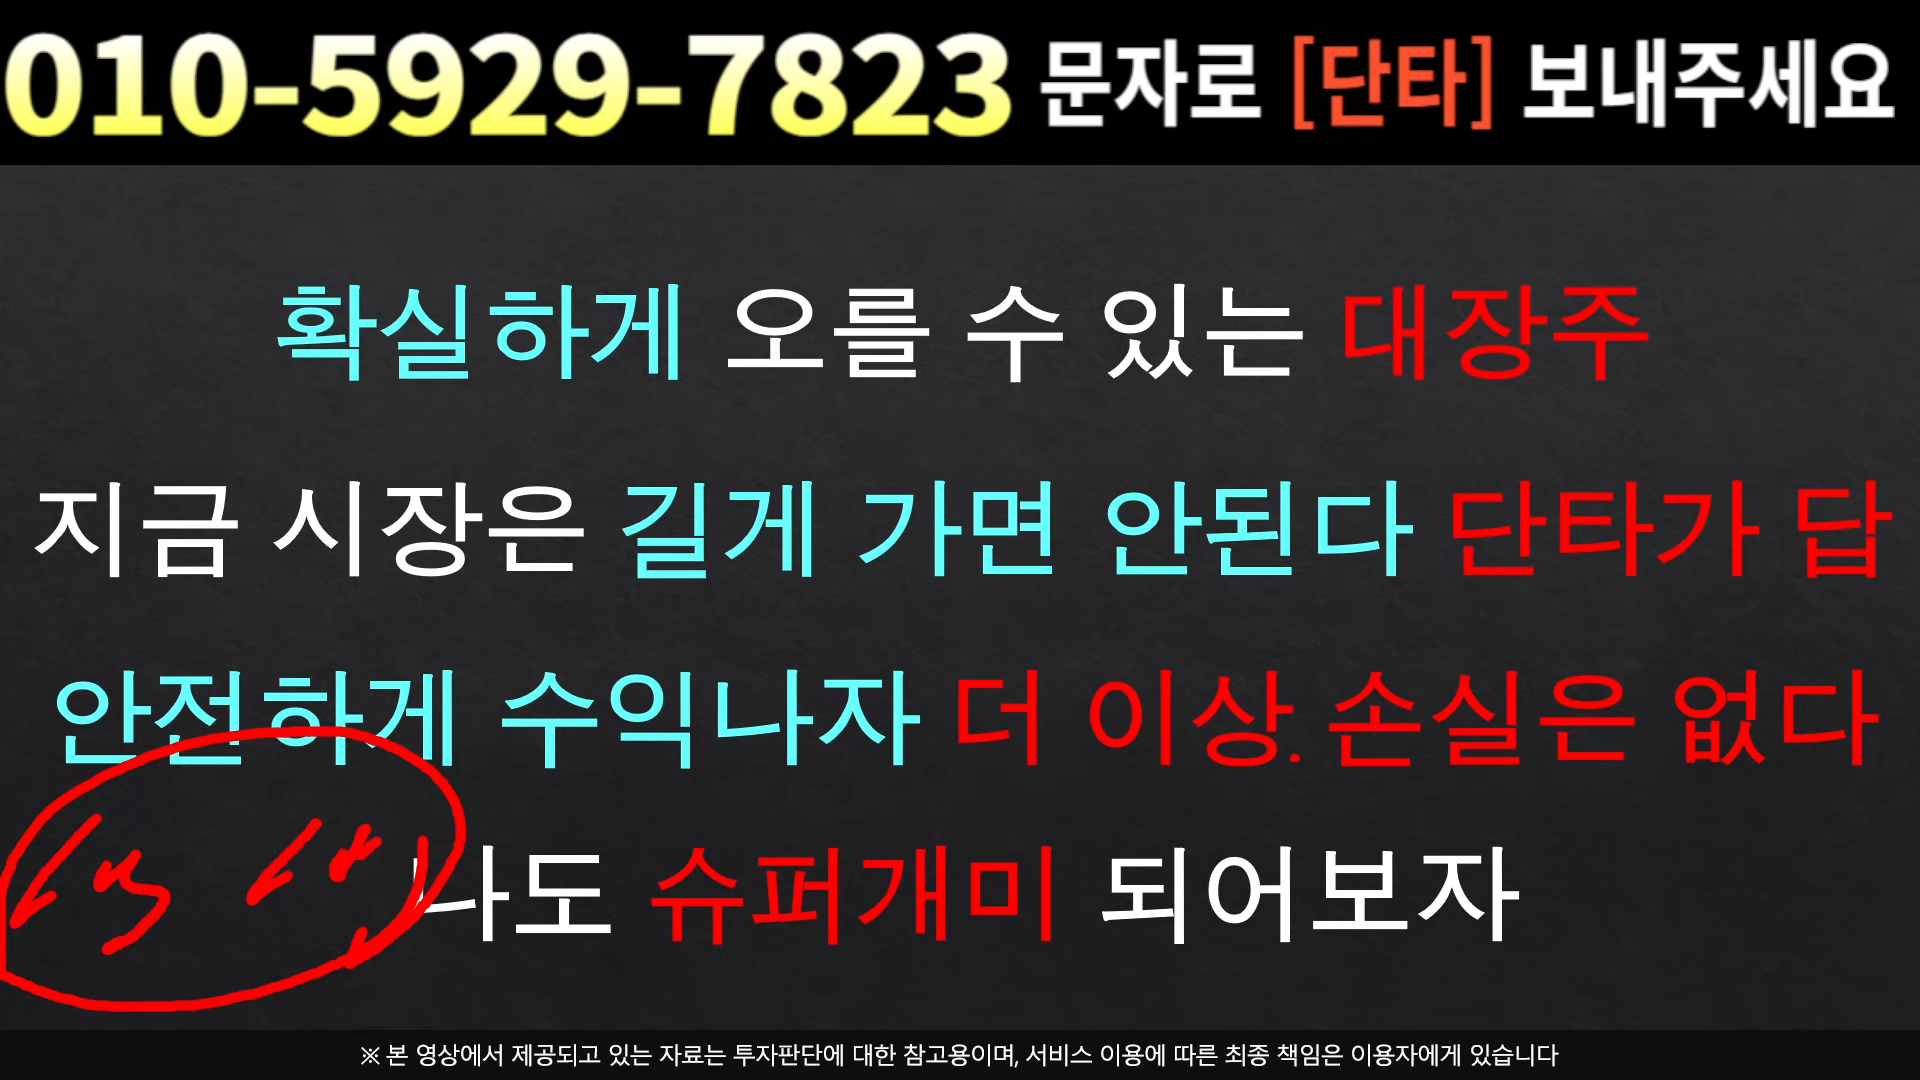 010-5929-7823 문자로 [단타] 보내주세요
확실하게 오를 수 있는 대장주
지금 시장은 길게 가면 안된다 단타가 답
안전하게 수익나자 더 이상. 손실은 없다
나도 슈퍼개미 되어보자
※ 본 영상에서 제공되고 있는 자료는 투자판단에 대한 참고용이며, 서비스 이용에 따른 최종 책임은 이용자에게 있습니다